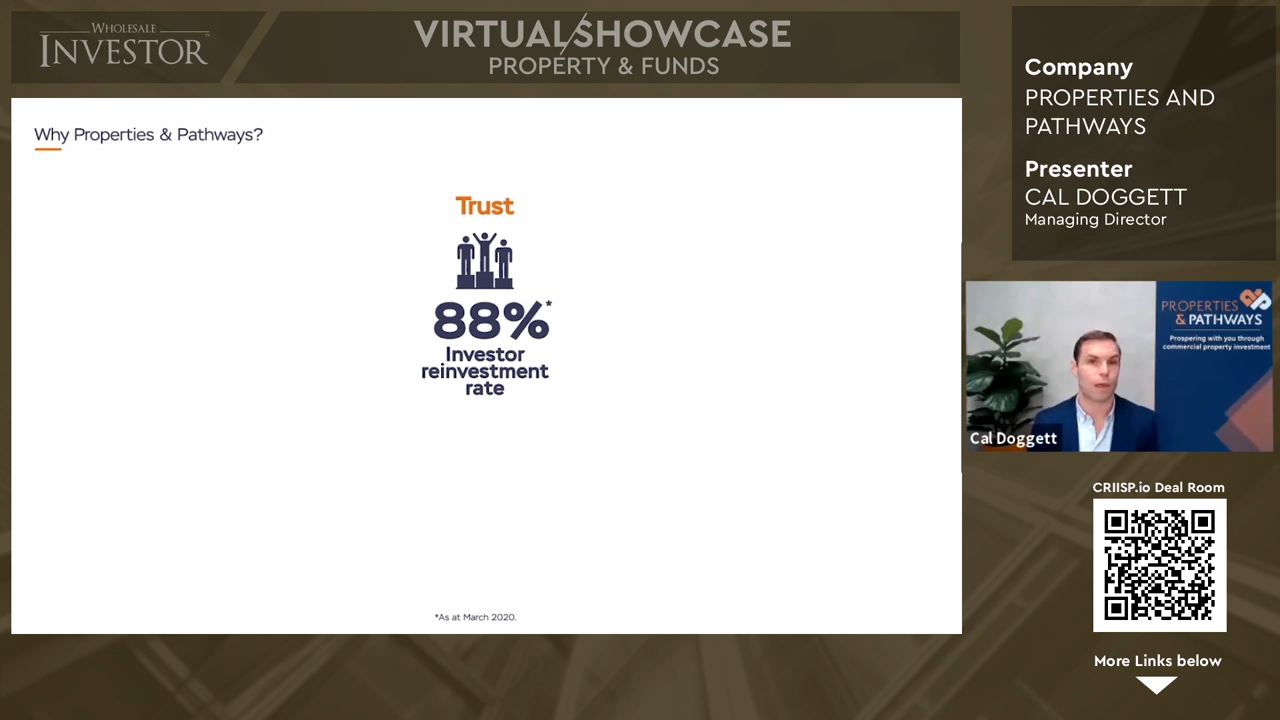 WHOLESALE
INVESTOR
VIRTUAL/SHOWCASE
PROPERTY & FUNDS
Why Properties & Pathways?
Trust
88%*
Investor
reinvestment
rate
*As at March 2020.
Company
PROPERTIES AND
PATHWAYS
Presenter
CAL DOGGETT
Managing Director
PROPERTIES
& PATHWAYS
Prospering with you through
commercial property investment
Cal Doggett
CRIISP.io Deal Room
More Links below